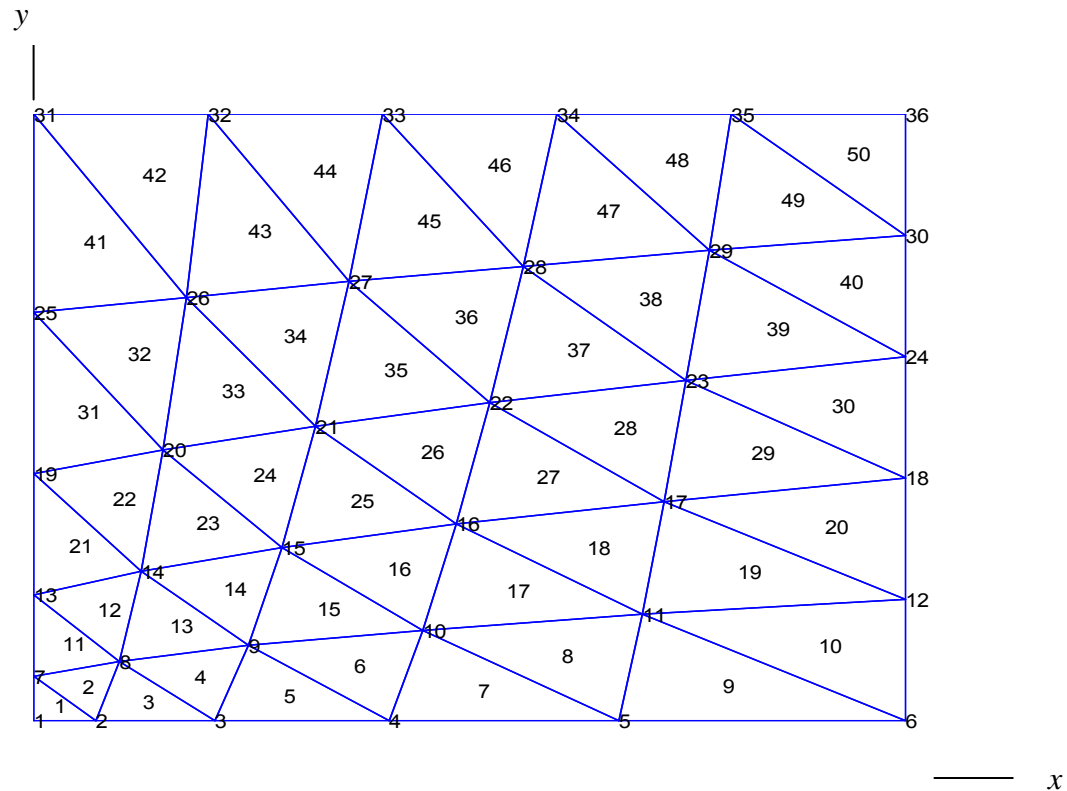 y
31 32 33 34 35 36
42 44 46 48 50
41 43 45 47 49
30
25 26 27 28 29
32 34 36 38 40
31 33 35 37 39
24
19 20 21 22 23
22 24 26 28 30
21 23 25 27 29
18
13 14 15 16 17
12 14 16 18 20
11 13 15 17 19
12
7 8 9 10 11
2 4 6 8 10
1 3 5 7 9
1 2 3 4 5 6
x